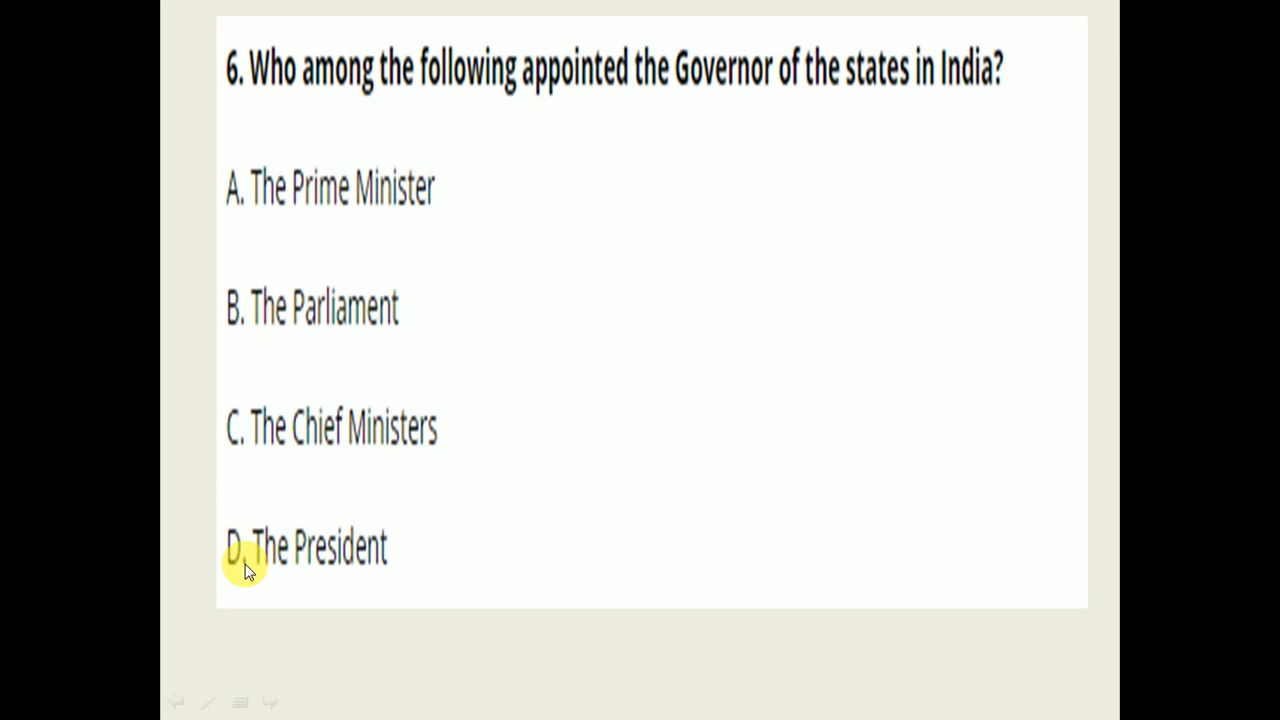 6. Who among the following appointed the Governor of the states in India?
A. The Prime Minister
B. The Parliament
C. The Chief Ministers
D. The President